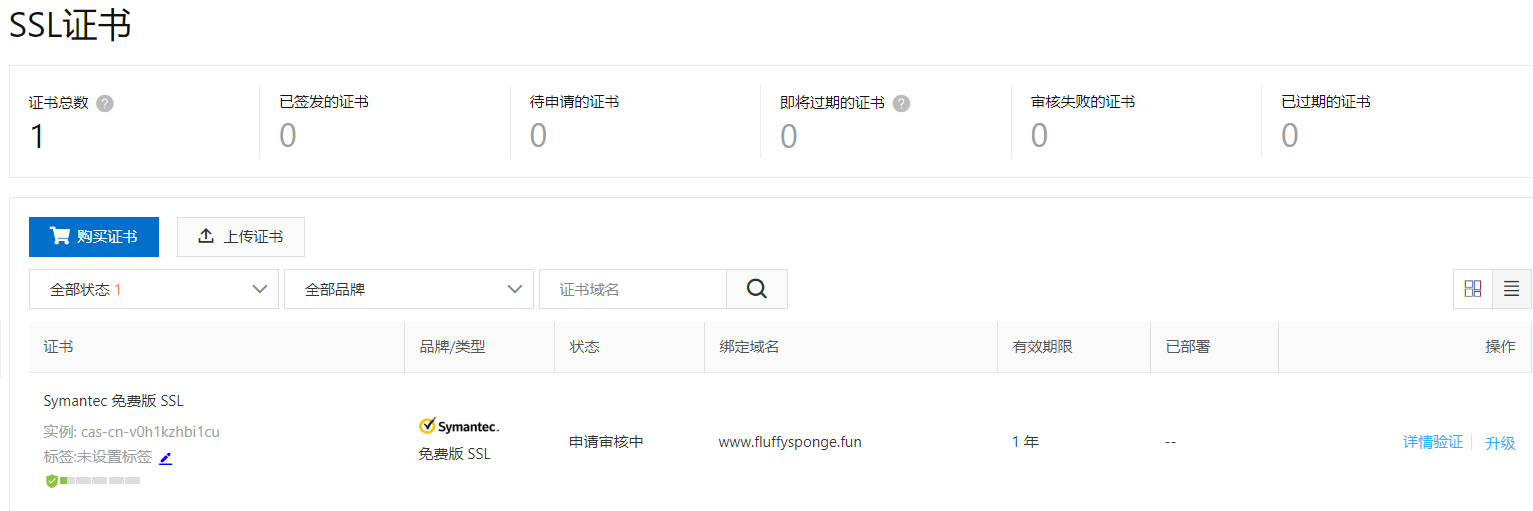 SSL证书
证书总数 ? 已签发的证书 待申请的证书 即将过期的证书 ? 审核失败的证书 已过期的证书
1 0 0 0 0 0
购买证书 上传证书
全部状态 1 全部品牌 证书域名
证书 品牌/类型 状态 绑定域名 有效期限 已部署 操作
Symantec 免费版 SSL
实例: cas-cn-v0h1kzhbi1cu
标签:未设置标签
Symantec.
免费版 SSL
申请审核中
www.fluffysponge.fun
1 年
--
详情验证 升级